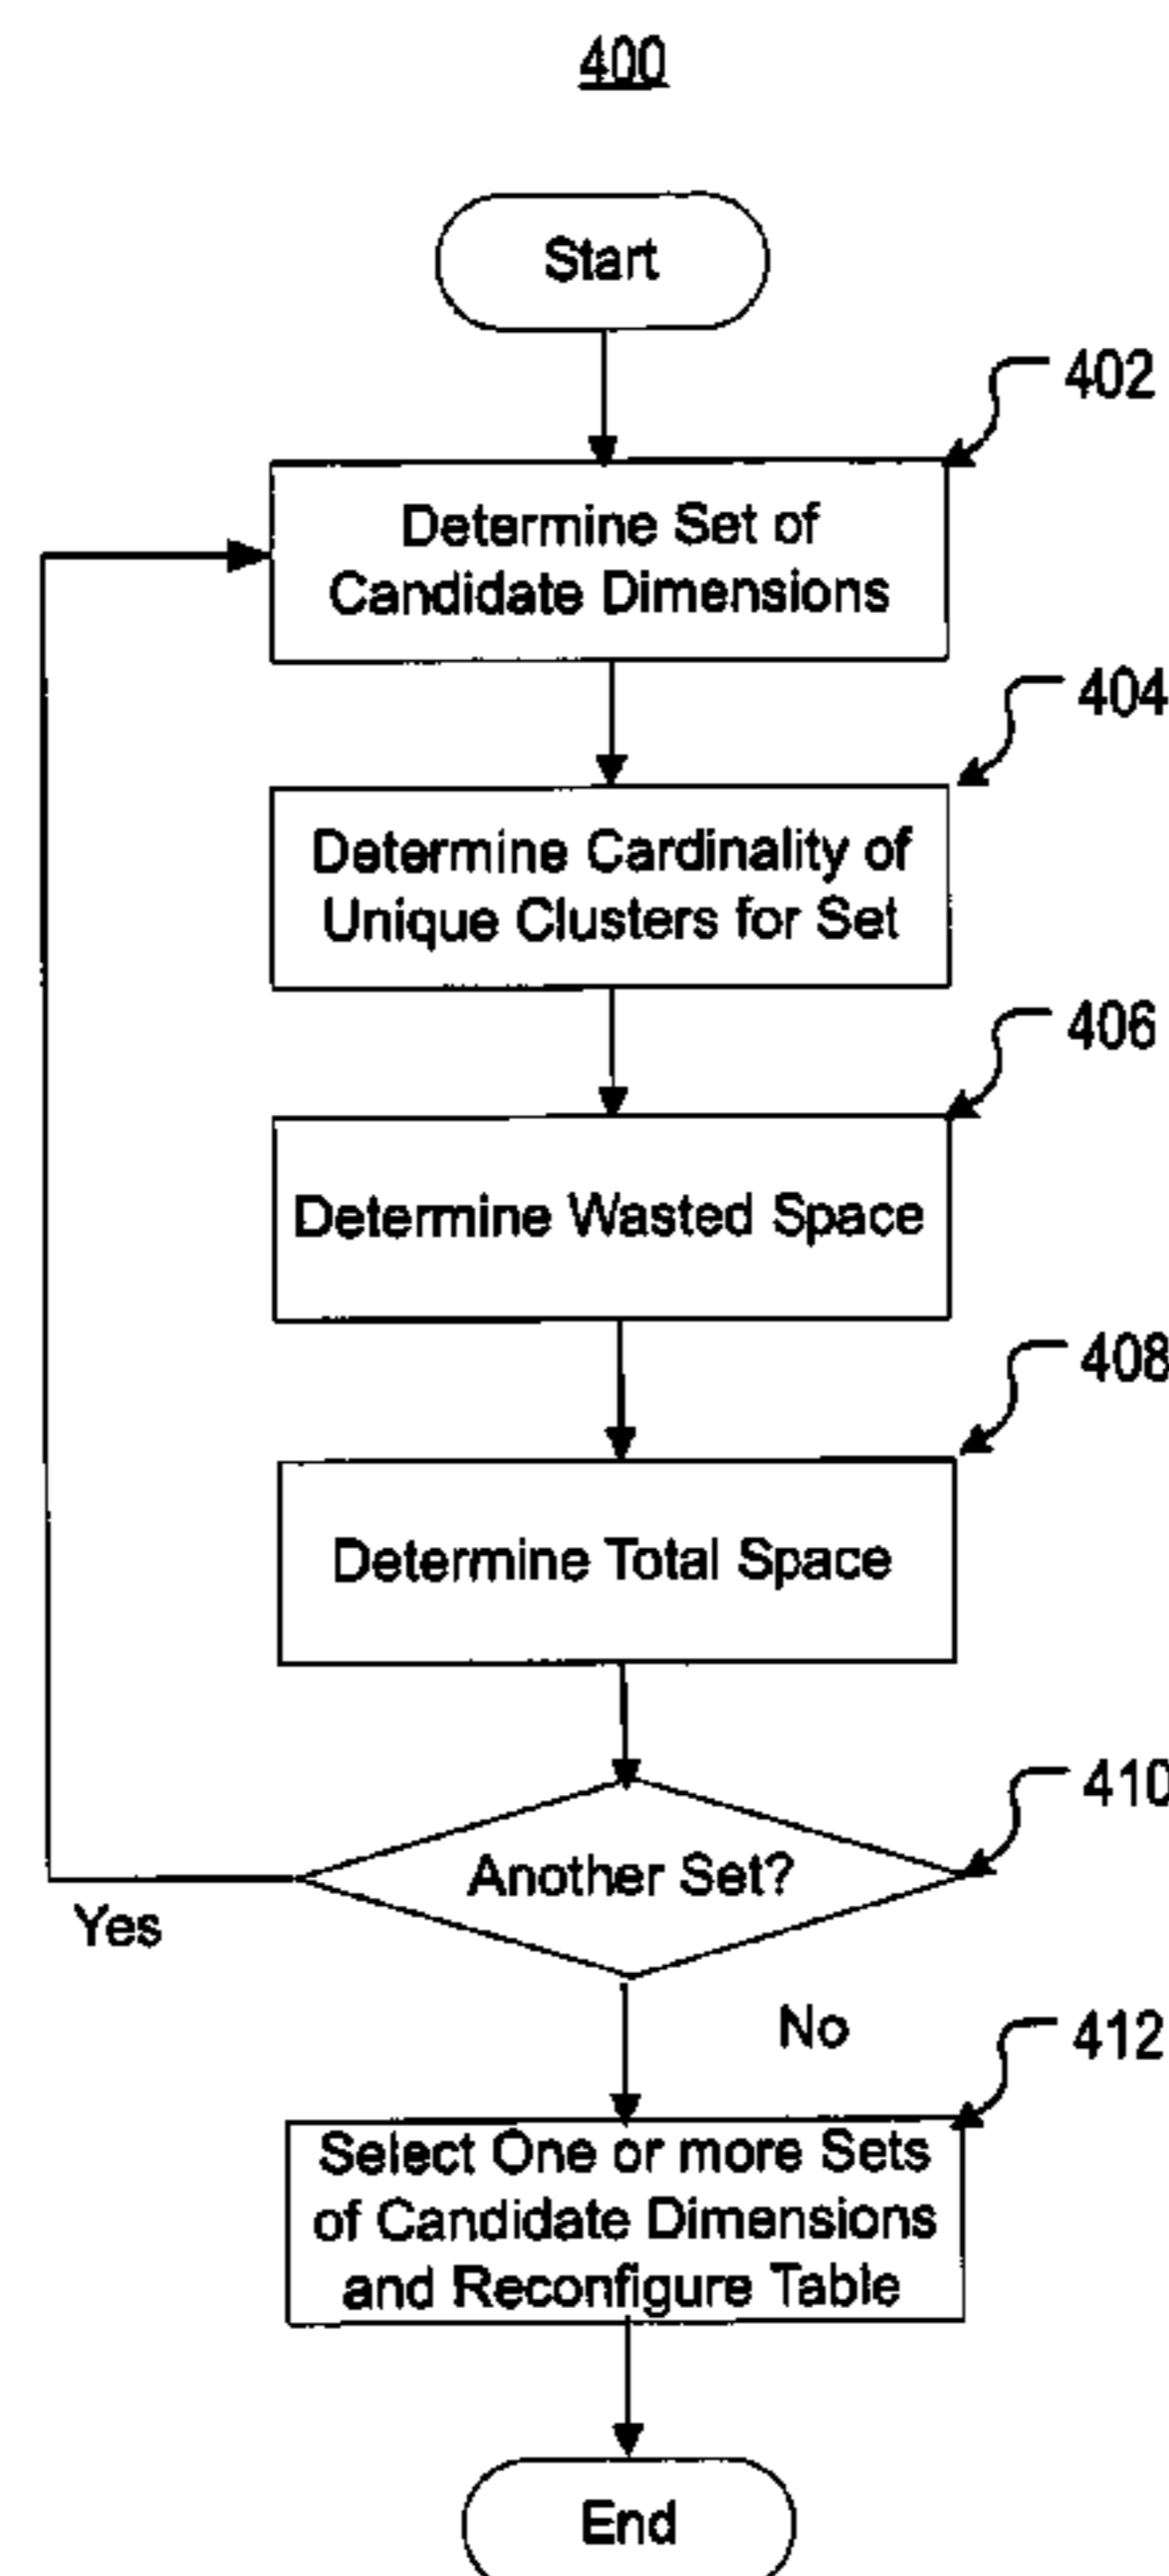 400
Start
402
Determine Set of
Candidate Dimensions
404
Determine Cardinality of
Unique Clusters for Set
406
Determine Wasted Space
408
Determine Total Space
410
Another Set?
Yes
No
412
Select One or more Sets
of Candidate Dimensions
and Reconfigure Table
End